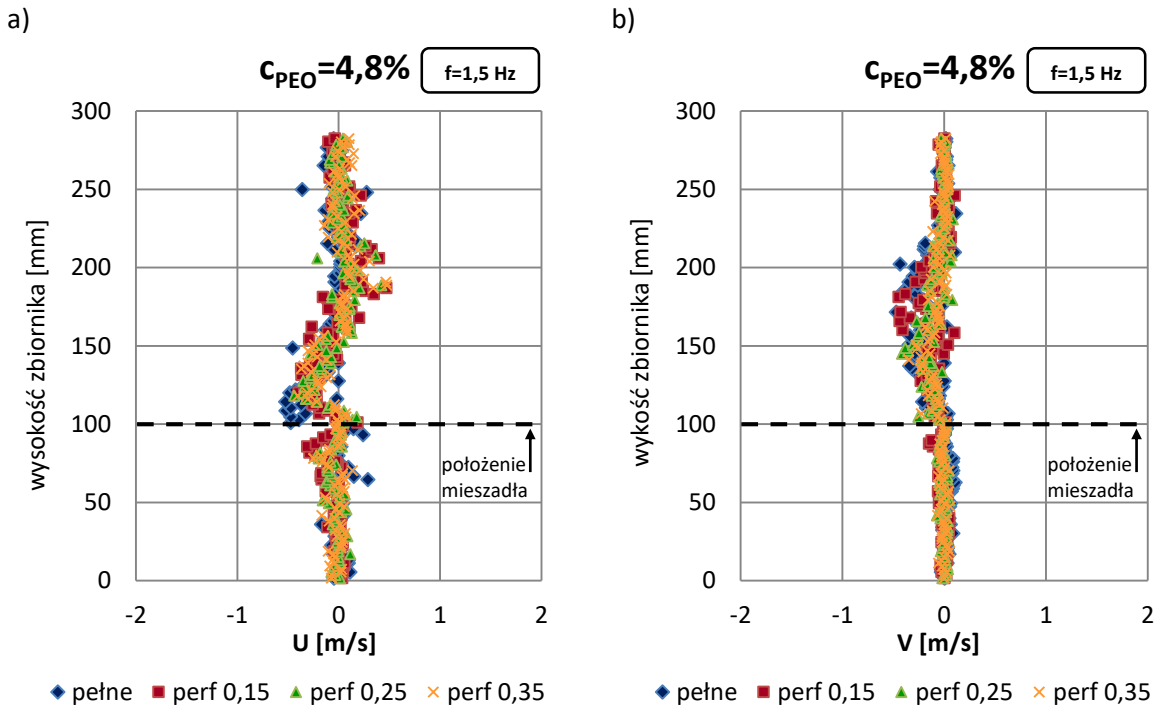 a)
c_PEO=4,8%
f=1,5 Hz
wysokość zbiornika [mm]
300
250
200
150
100
50
0
położenie
mieszadła
-2 -1 0 1 2
U [m/s]
pełne perf 0,15 perf 0,25 perf 0,35
b)
c_PEO=4,8%
f=1,5 Hz
wykość zbiornika [mm]
300
250
200
150
100
50
0
położenie
mieszadła
-2 -1 0 1 2
V [m/s]
pełne perf 0,15 perf 0,25 perf 0,35